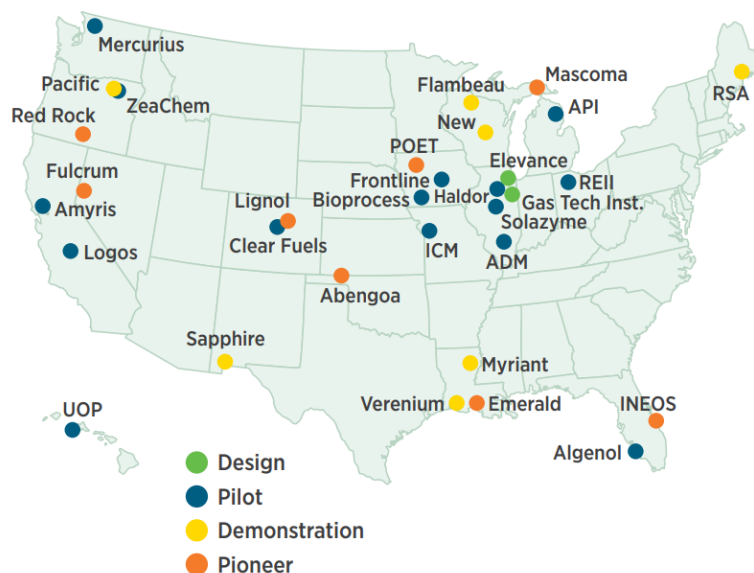 Mercurius
Pacific
ZeaChem
Red Rock
Fulcrum
Amyris
Logos
Lignol
Clear Fuels
Sapphire
Abengoa
Flambeau
New
Mascoma
API
RSA
POET
Elevance
Frontline
Bioprocess
Haldor
REII
Gas Tech Inst.
Solazyme
ICM
ADM
Myriant
Verenium
Emerald
INEOS
Algenol
UOP
Design
Pilot
Demonstration
Pioneer